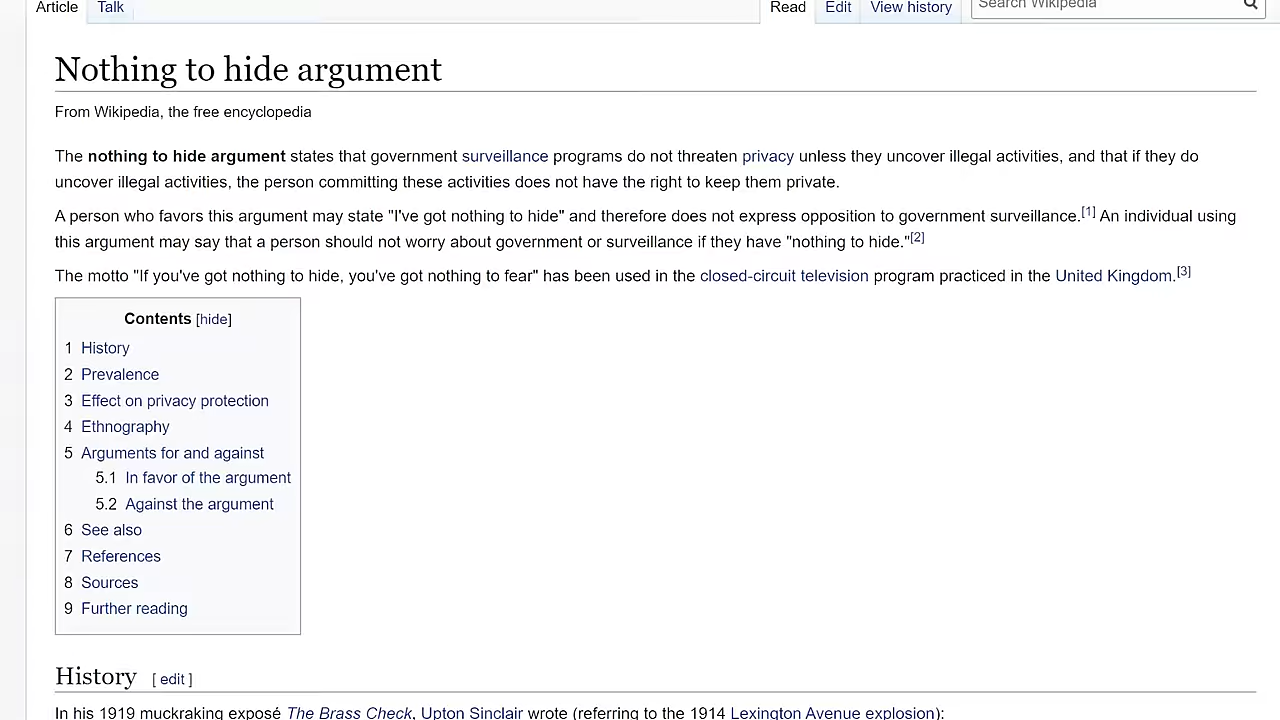 Article Talk Read Edit View history Search Wikipedia
Nothing to hide argument
From Wikipedia, the free encyclopedia
The nothing to hide argument states that government surveillance programs do not threaten privacy unless they uncover illegal activities, and that if they do
uncover illegal activities, the person committing these activities does not have the right to keep them private.
A person who favors this argument may state "I've got nothing to hide" and therefore does not express opposition to government surveillance.[1] An individual using
this argument may say that a person should not worry about government or surveillance if they have "nothing to hide."[2]
The motto "If you've got nothing to hide, you've got nothing to fear" has been used in the closed-circuit television program practiced in the United Kingdom.[3]
Contents [hide]
1 History
2 Prevalence
3 Effect on privacy protection
4 Ethnography
5 Arguments for and against
5.1 In favor of the argument
5.2 Against the argument
6 See also
7 References
8 Sources
9 Further reading
History [ edit ]
In his 1919 muckraking exposé The Brass Check, Upton Sinclair wrote (referring to the 1914 Lexington Avenue explosion):